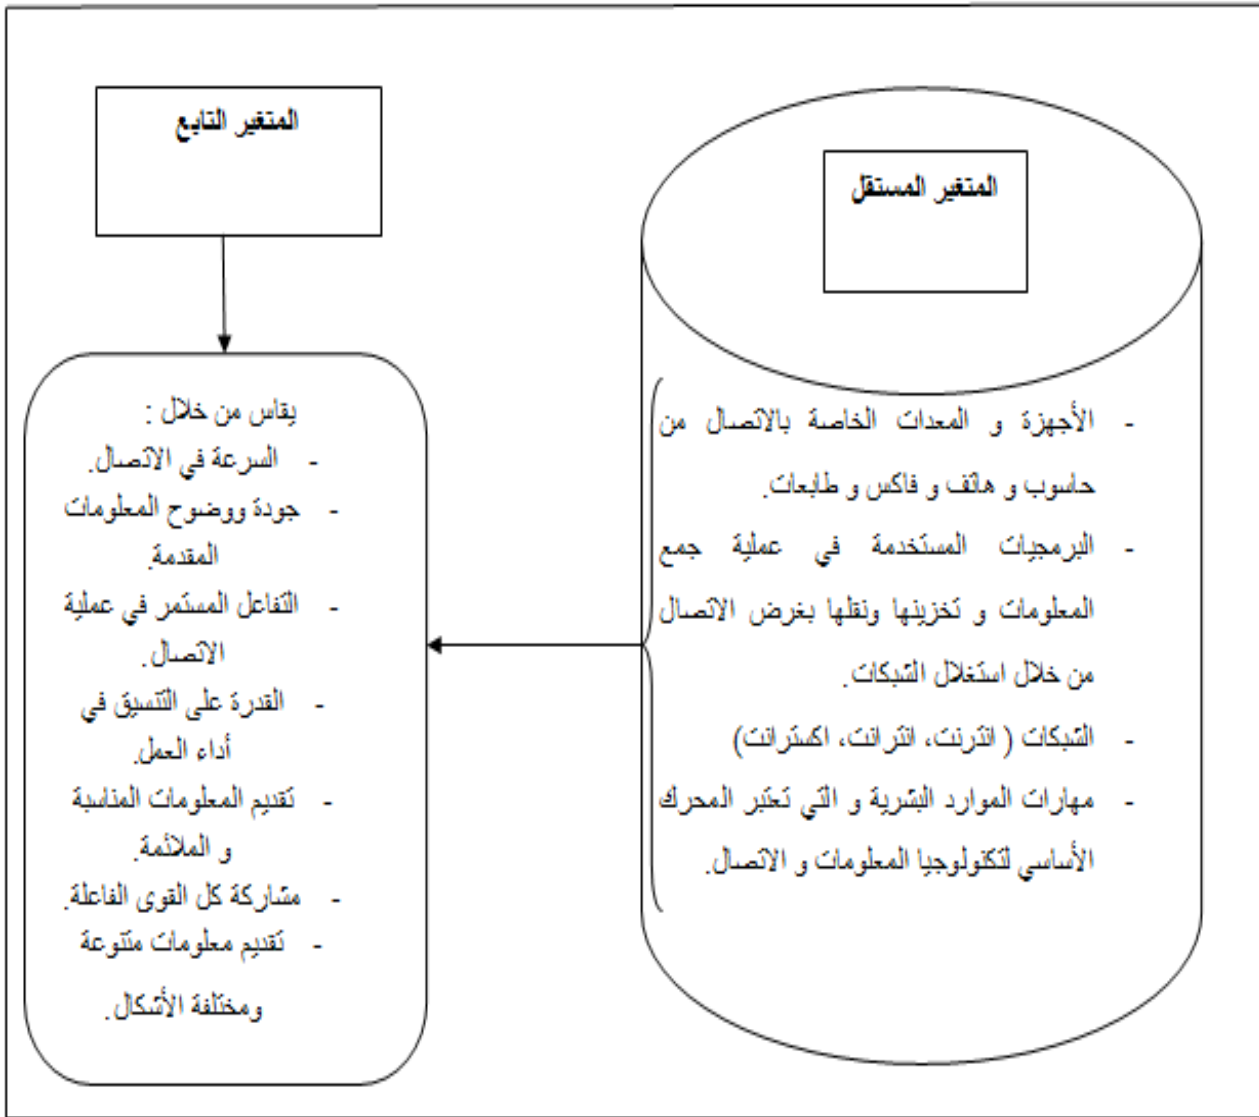 المتغير المستقل
- الأجهزة و المعدات الخاصة بالاتصال من
حاسوب و هاتف و فاكس و طابعات.
- البرمجيات المستخدمة في عملية جمع
المعلومات و تخزينها ونقلها بغرض الاتصال
من خلال استغلال الشبكات.
- الشبكات ( انترنت، انترانت، اكسترانت)
- مهارات الموارد البشرية و التي تعتبر المحرك
الأساسي لتكنولوجيا المعلومات و الاتصال.
المتغير التابع
يقاس من خلال :
- السرعة في الاتصال.
- جودة ووضوح المعلومات
المقدمة.
- التفاعل المستمر في عملية
الاتصال.
- القدرة على التنسيق في
أداء العمل.
- تقديم المعلومات المناسبة
و الملائمة.
- مشاركة كل القوى الفاعلة.
- تقديم معلومات متنوعة
ومختلفة الأشكال.